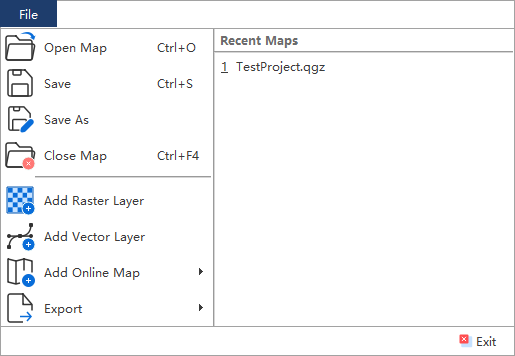 File
Open Map Ctrl+O
Save Ctrl+S
Save As
Close Map Ctrl+F4
Add Raster Layer
Add Vector Layer
Add Online Map
Export
Recent Maps
1 TestProject.qgz
Exit